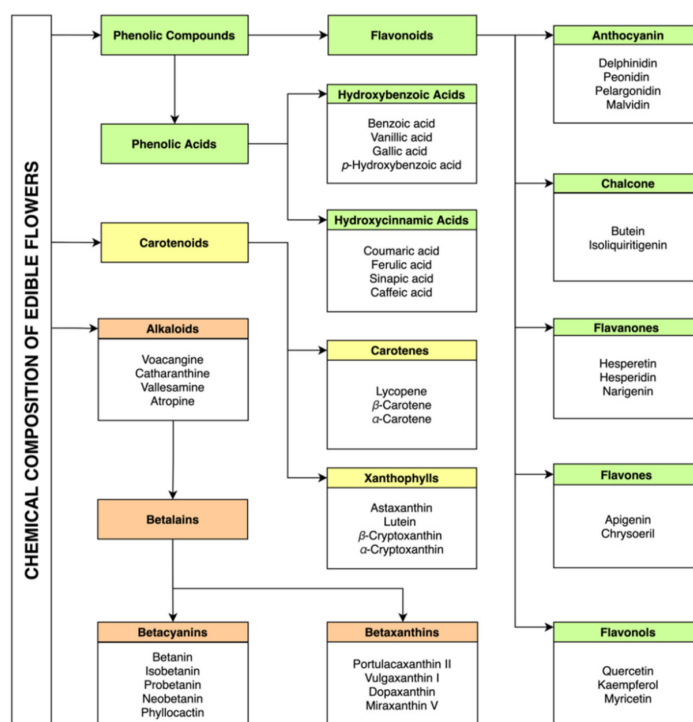 CHEMICAL COMPOSITION OF EDIBLE FLOWERS
Phenolic Compounds
Flavonoids
Anthocyanin
Delphinidin
Peonidin
Pelargonidin
Malvidin
Phenolic Acids
Hydroxybenzoic Acids
Benzoic acid
Vanillic acid
Gallic acid
p-Hydroxybenzoic acid
Hydroxycinnamic Acids
Coumaric acid
Ferulic acid
Sinapic acid
Caffeic acid
Chalcone
Butein
Isoliquiritigenin
Carotenoids
Carotenes
Lycopene
β-Carotene
α-Carotene
Xanthophylls
Astaxanthin
Lutein
β-Cryptoxanthin
α-Cryptoxanthin
Flavanones
Hesperetin
Hesperidin
Narigenin
Flavones
Apigenin
Chrysoeril
Flavonols
Quercetin
Kaempferol
Myricetin
Alkaloids
Voacangine
Catharanthine
Vallesamine
Atropine
Betalains
Betacyanins
Betanin
Isobetanin
Probetanin
Neobetanin
Phyllocactin
Betaxanthins
Portulacaxanthin II
Vulgaxanthin I
Dopaxanthin
Miraxanthin V